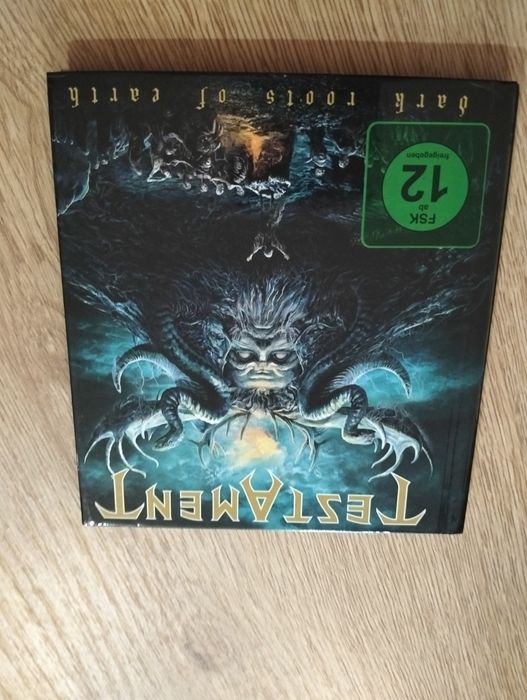 TESTAMENT
FSK
ab
12
freigegeben
dark roots of earth